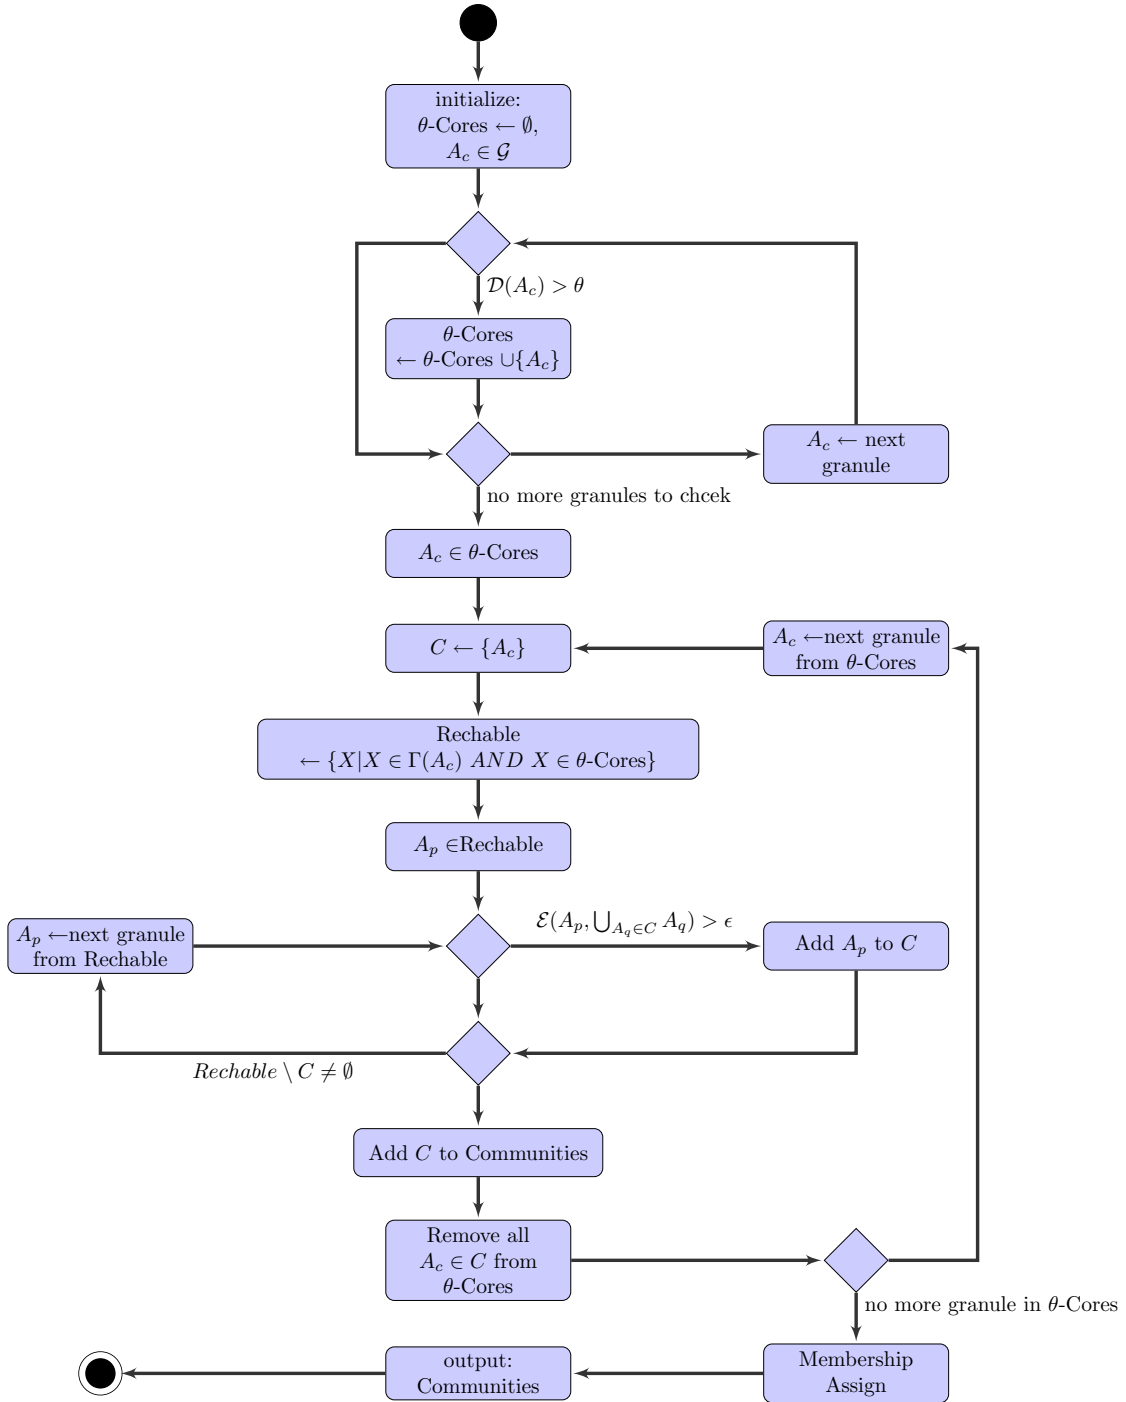 initialize:
θ-Cores ← ∅,
A_c ∈ 𝒢
𝒟(A_c) > θ
θ-Cores
← θ-Cores ∪{A_c}
A_c ← next
granule
no more granules to chcek
A_c ∈ θ-Cores
C ← {A_c}
A_c ←next granule
from θ-Cores
Rechable
← {X|X ∈ Γ(A_c) AND X ∈ θ-Cores}
A_p ∈Rechable
A_p ←next granule
from Rechable
ℰ(A_p, ⋃_{A_q∈C} A_q) > ϵ
Add A_p to C
Rechable \ C ≠ ∅
Add C to Communities
Remove all
A_c ∈ C from
θ-Cores
no more granule in θ-Cores
Membership
Assign
output:
Communities